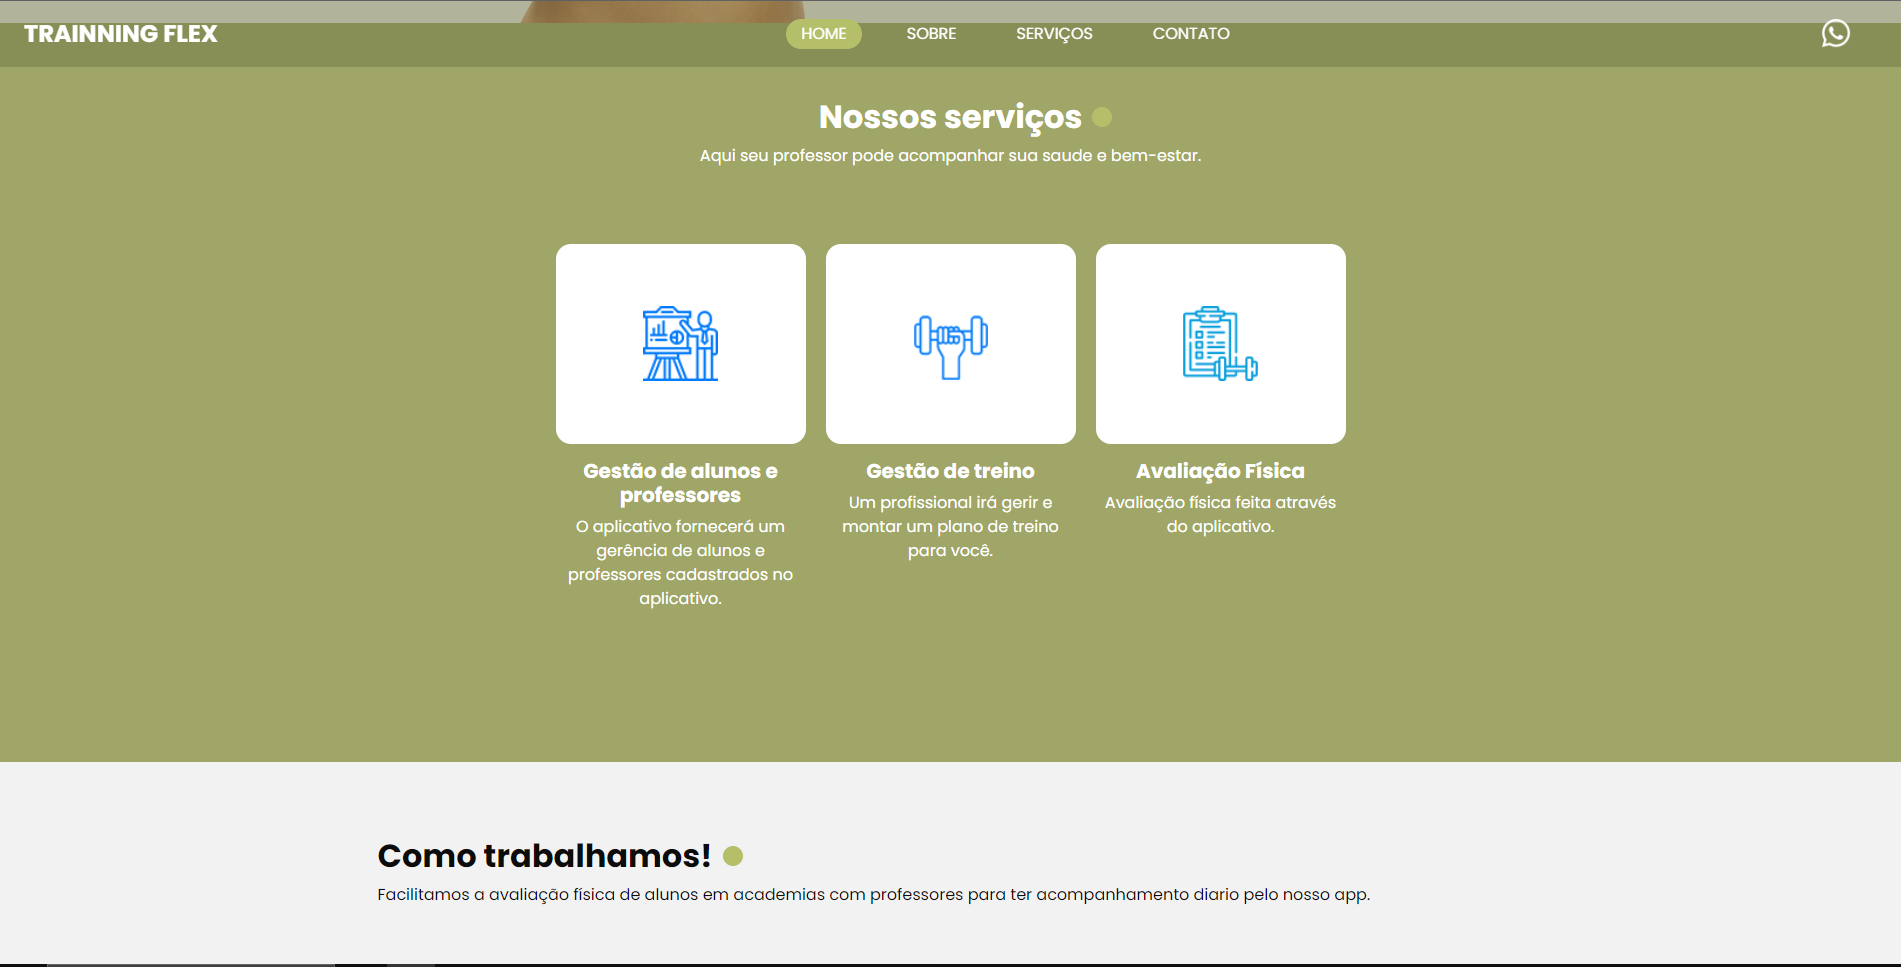 TRAINNING FLEX
HOME SOBRE SERVIÇOS CONTATO
Nossos serviços
Aqui seu professor pode acompanhar sua saude e bem-estar.
Gestão de alunos e
professores
O aplicativo fornecerá um
gerência de alunos e
professores cadastrados no
aplicativo.
Gestão de treino
Um profissional irá gerir e
montar um plano de treino
para você.
Avaliação Física
Avaliação física feita através
do aplicativo.
Como trabalhamos!
Facilitamos a avaliação física de alunos em academias com professores para ter acompanhamento diario pelo nosso app.